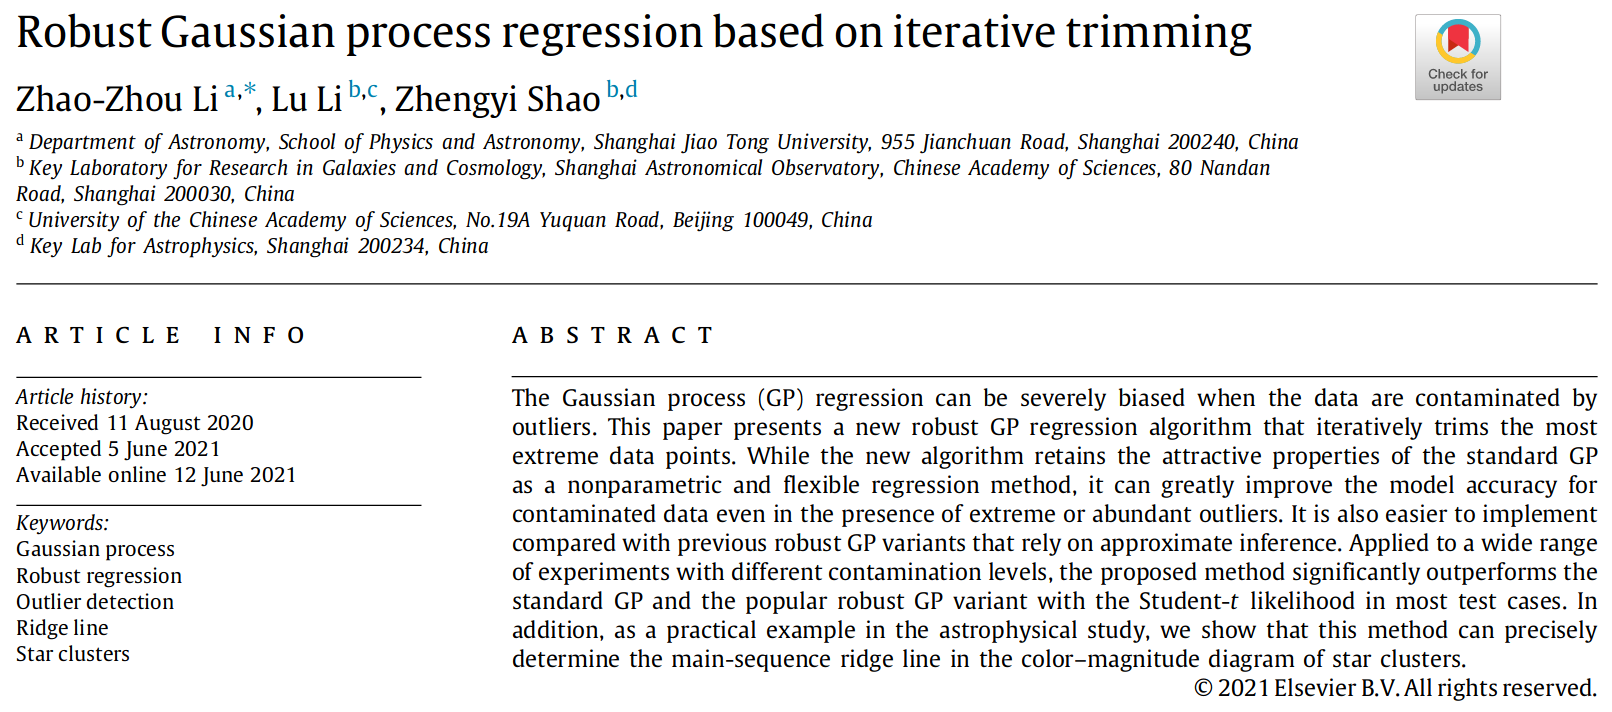 Robust Gaussian process regression based on iterative trimming
Check for
updates
Zhao-Zhou Li a,*, Lu Li b,c, Zhengyi Shao b,d
a Department of Astronomy, School of Physics and Astronomy, Shanghai Jiao Tong University, 955 Jianchuan Road, Shanghai 200240, China
b Key Laboratory for Research in Galaxies and Cosmology, Shanghai Astronomical Observatory, Chinese Academy of Sciences, 80 Nandan
Road, Shanghai 200030, China
c University of the Chinese Academy of Sciences, No.19A Yuquan Road, Beijing 100049, China
d Key Lab for Astrophysics, Shanghai 200234, China
ARTICLE INFO
Article history:
Received 11 August 2020
Accepted 5 June 2021
Available online 12 June 2021
Keywords:
Gaussian process
Robust regression
Outlier detection
Ridge line
Star clusters
ABSTRACT
The Gaussian process (GP) regression can be severely biased when the data are contaminated by
outliers. This paper presents a new robust GP regression algorithm that iteratively trims the most
extreme data points. While the new algorithm retains the attractive properties of the standard GP
as a nonparametric and flexible regression method, it can greatly improve the model accuracy for
contaminated data even in the presence of extreme or abundant outliers. It is also easier to implement
compared with previous robust GP variants that rely on approximate inference. Applied to a wide range
of experiments with different contamination levels, the proposed method significantly outperforms the
standard GP and the popular robust GP variant with the Student-t likelihood in most test cases. In
addition, as a practical example in the astrophysical study, we show that this method can precisely
determine the main-sequence ridge line in the color–magnitude diagram of star clusters.
© 2021 Elsevier B.V. All rights reserved.